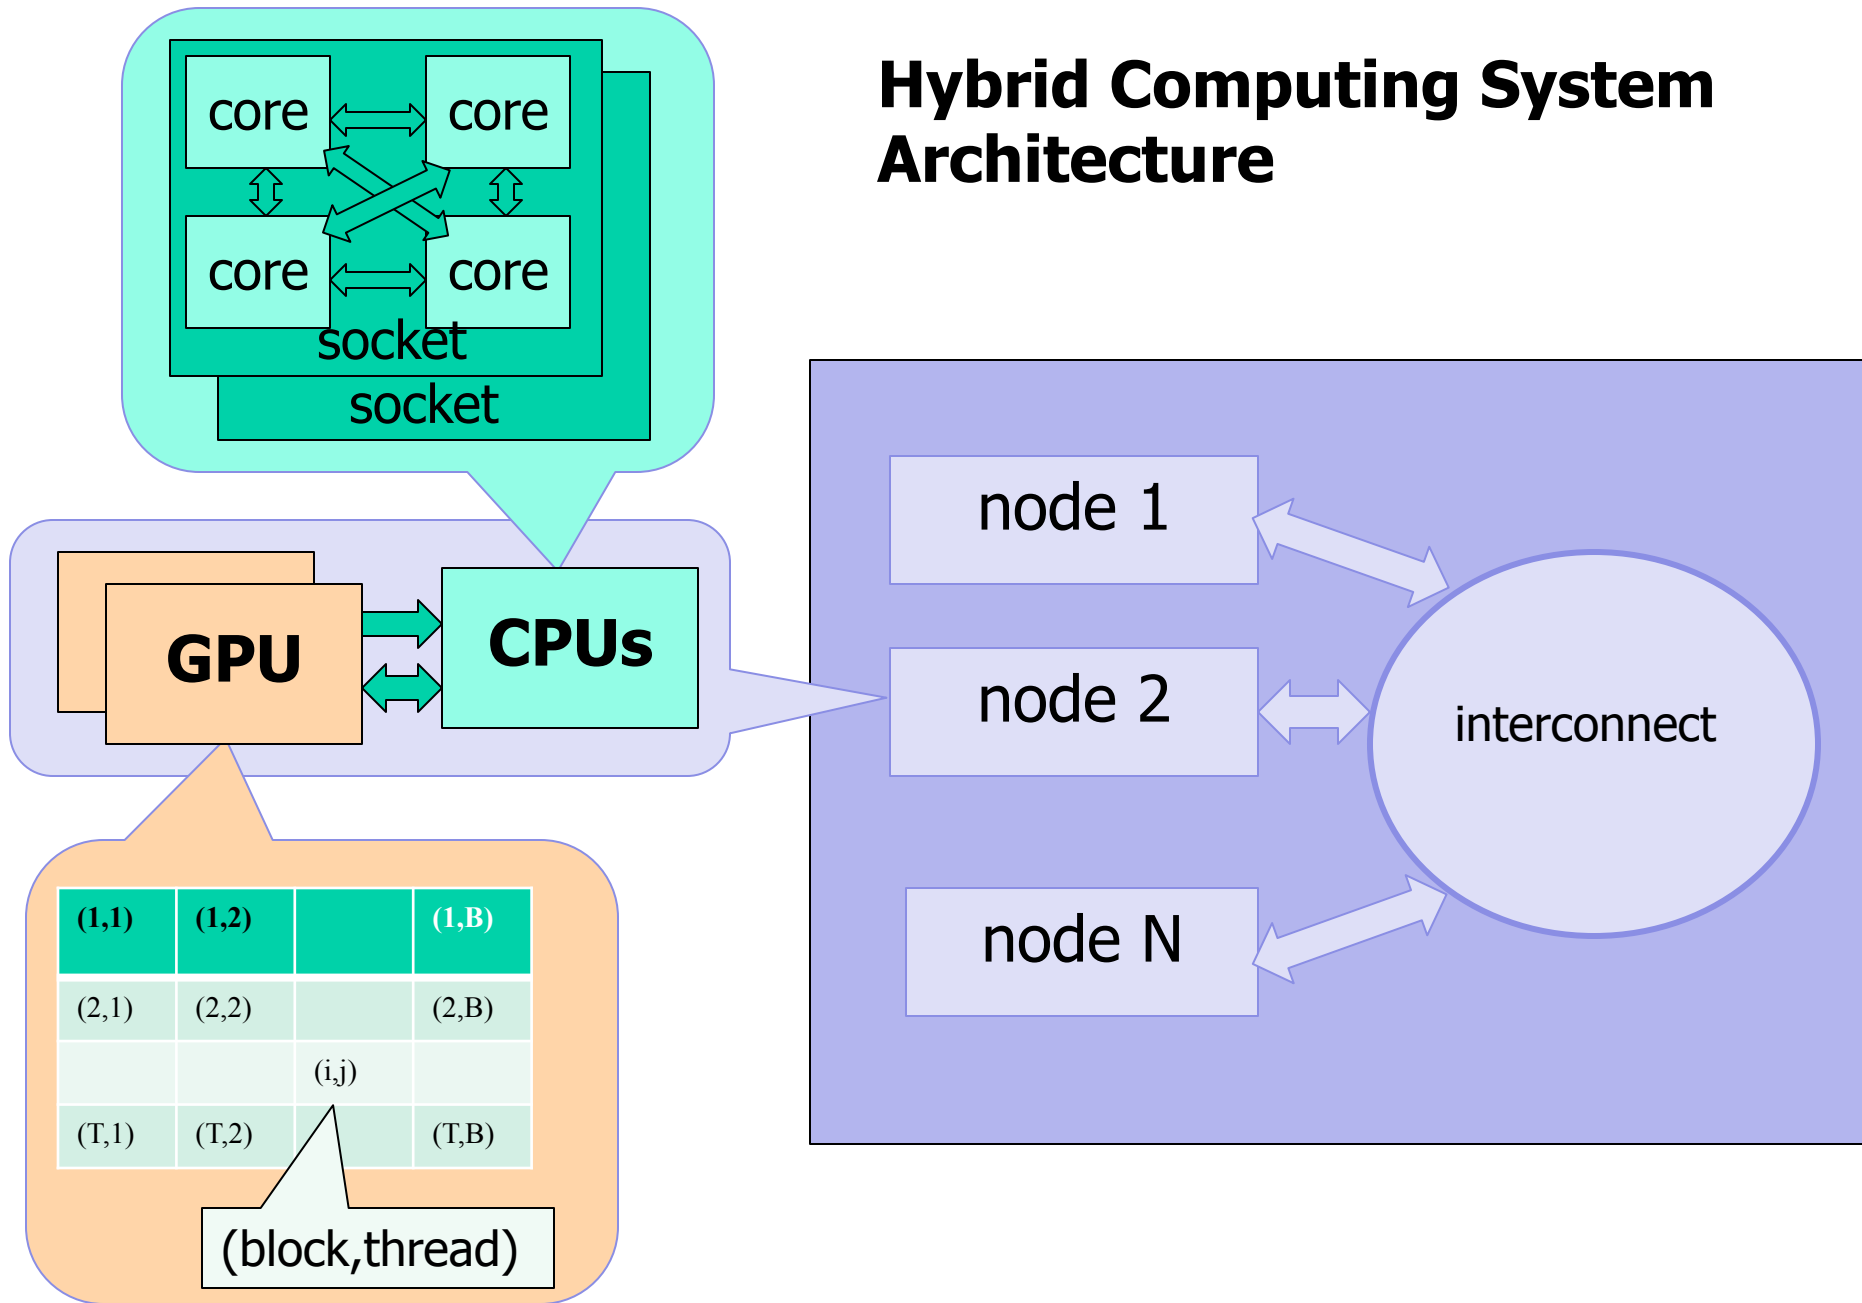 Hybrid Computing System
Architecture
core
core
core
core
socket
socket
GPU
CPUs
node 1
node 2
node N
interconnect
(1,1) (1,2) (1,B)
(2,1) (2,2) (2,B)
(i,j)
(T,1) (T,2) (T,B)
(block,thread)